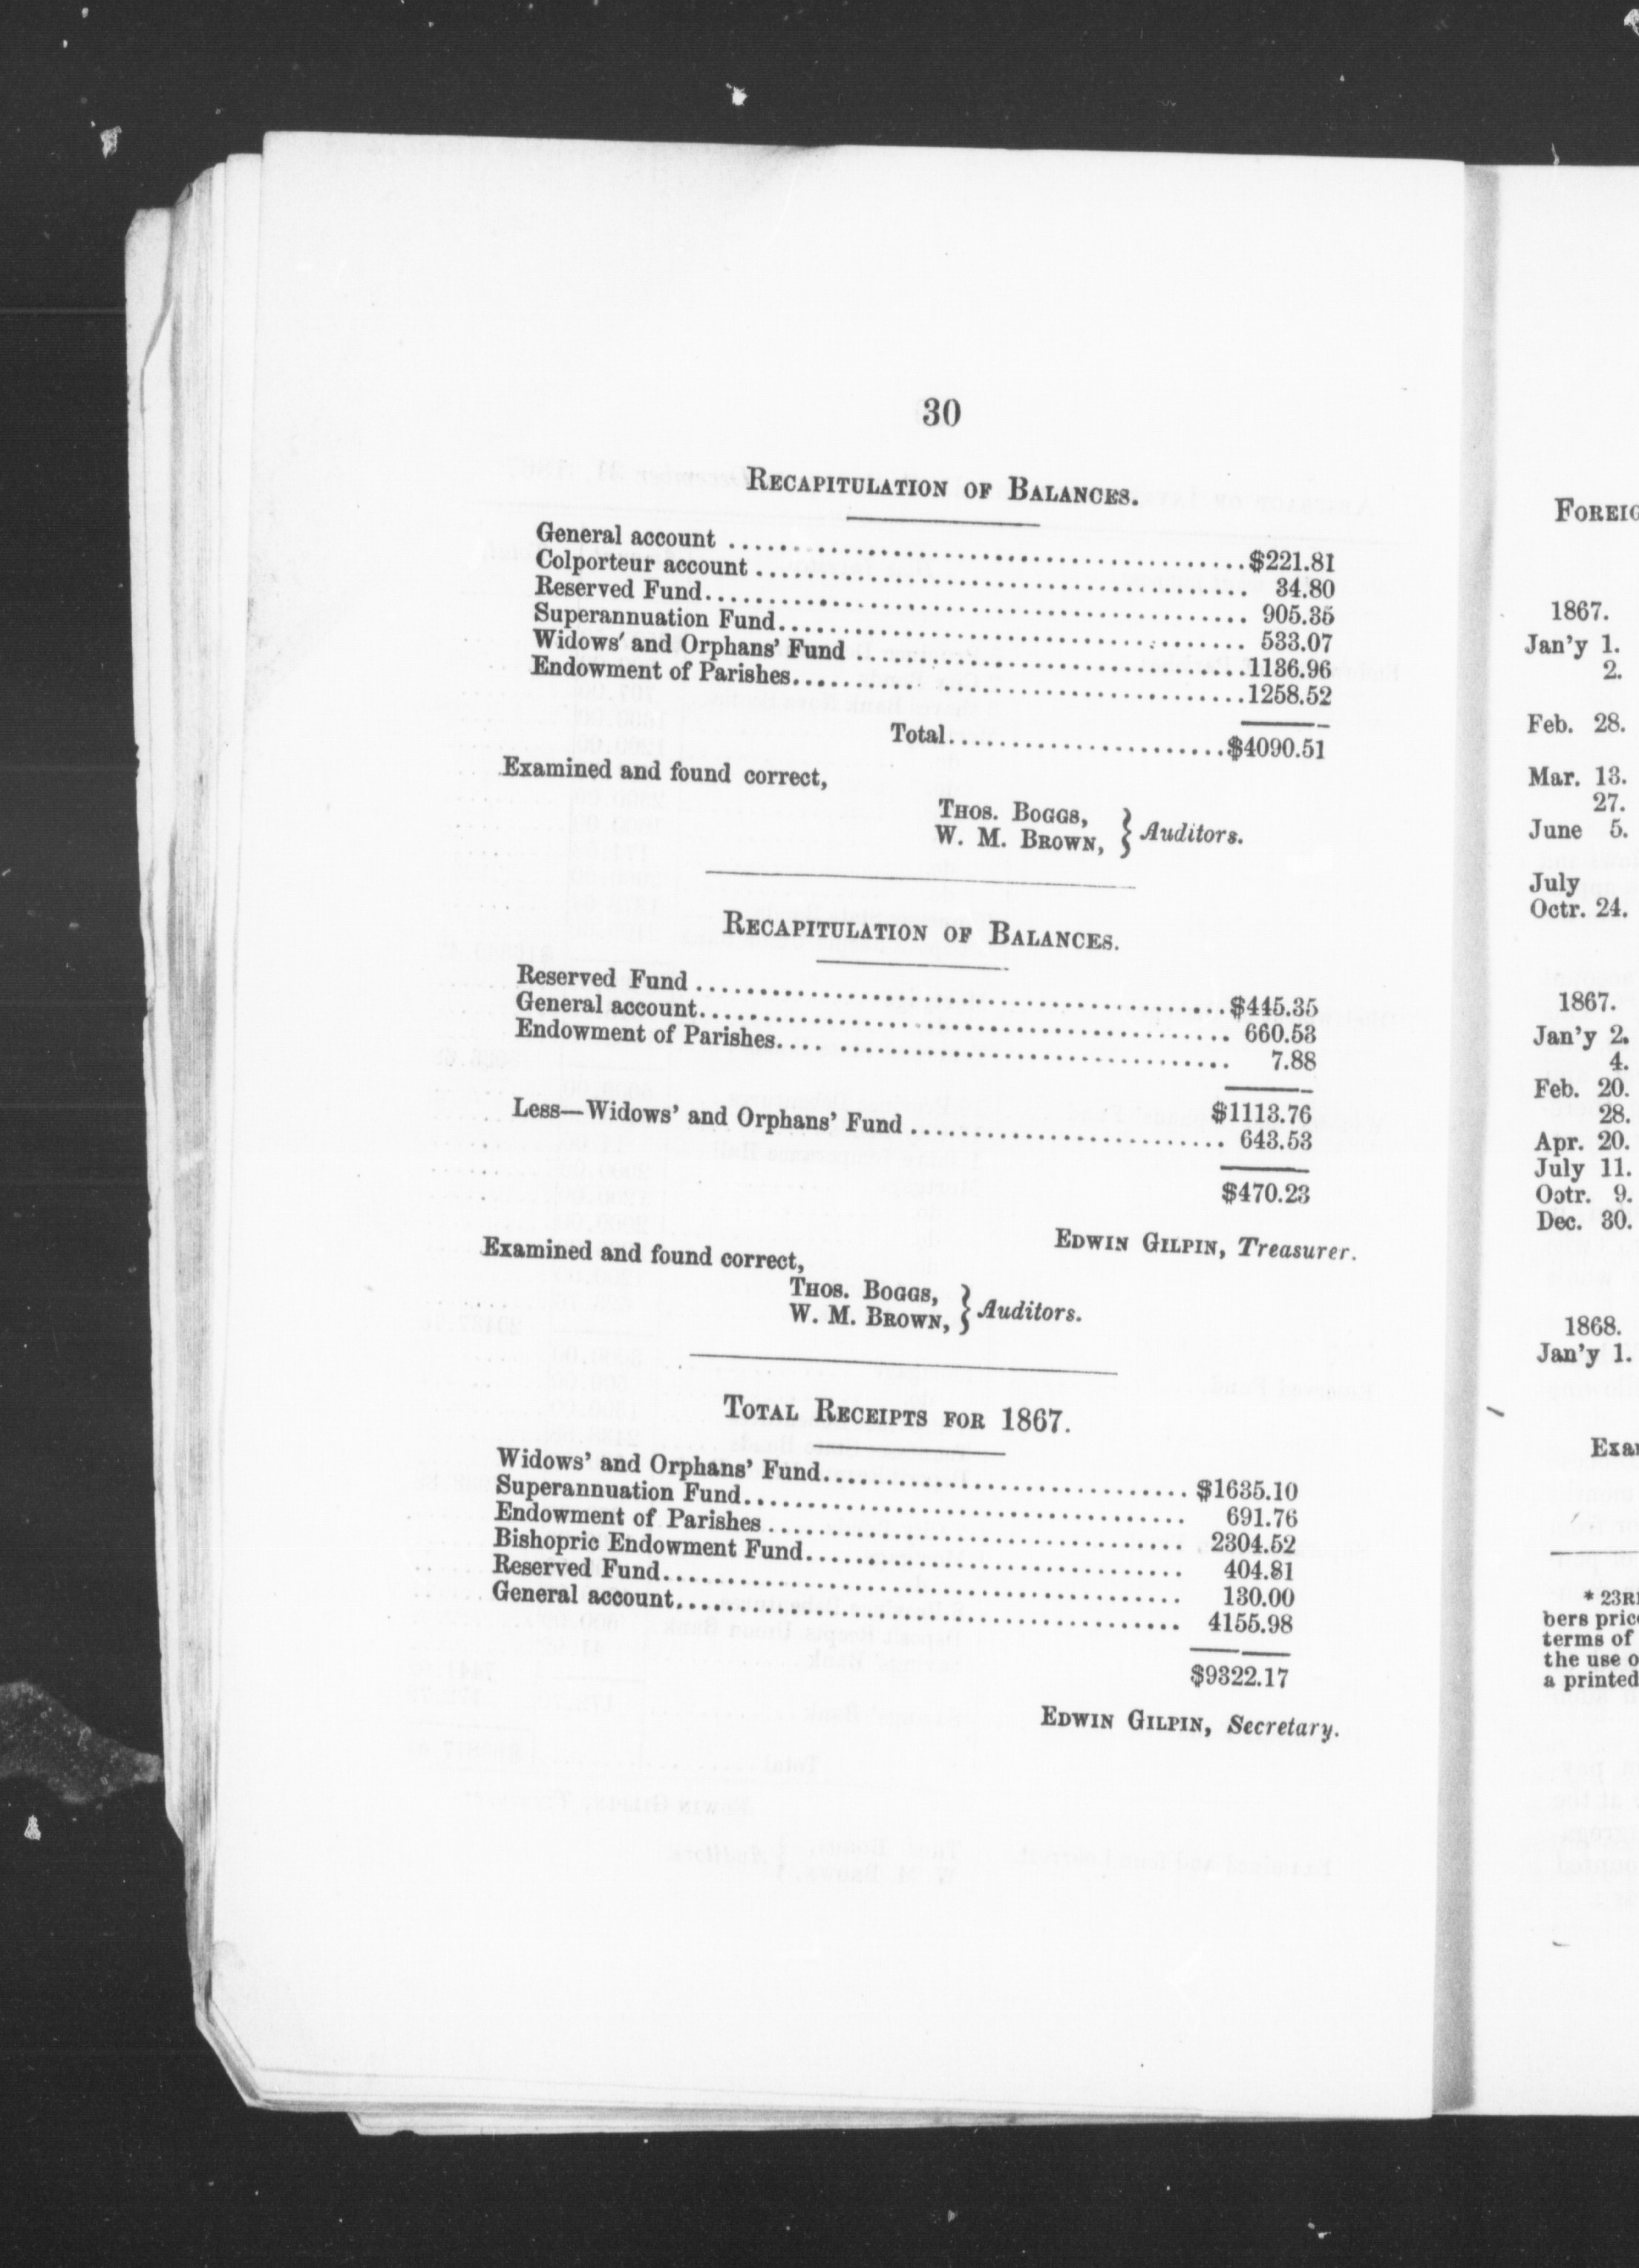 30
RECAPITULATION OF BALANCES.
General account ........ $221.81
Colporteur account ........ 34.80
Reserved Fund ........ 905.35
Superannuation Fund ........ 533.07
Widows' and Orphans' Fund ........ 1136.96
Endowment of Parishes ........ 1258.52
Total ........ $4090.51
Examined and found correct,
THOS. BOGGS,
W. M. BROWN, } Auditors.
RECAPITULATION OF BALANCES.
Reserved Fund ........ $445.35
General account ........ 660.53
Endowment of Parishes ........ 7.88
$1113.76
Less—Widows' and Orphans' Fund ........ 643.53
$470.23
EDWIN GILPIN, Treasurer.
Examined and found correct,
THOS. BOGGS,
W. M. BROWN, } Auditors.
TOTAL RECEIPTS FOR 1867.
Widows' and Orphans' Fund ........ $1635.10
Superannuation Fund ........ 691.76
Endowment of Parishes ........ 2304.52
Bishopric Endowment Fund ........ 404.81
Reserved Fund ........ 130.00
General account ........ 4155.98
$9322.17
EDWIN GILPIN, Secretary.
FOREIG
1867.
Jan'y 1.
2.
Feb. 28.
Mar. 13.
27.
June 5.
July
Octr. 24.
1867.
Jan'y 2.
4.
Feb. 20.
28.
Apr. 20.
July 11.
Octr. 9.
Dec. 30.
1868.
Jan'y 1.
Exa
* 23R
bers pric
terms of
the use o
a printed